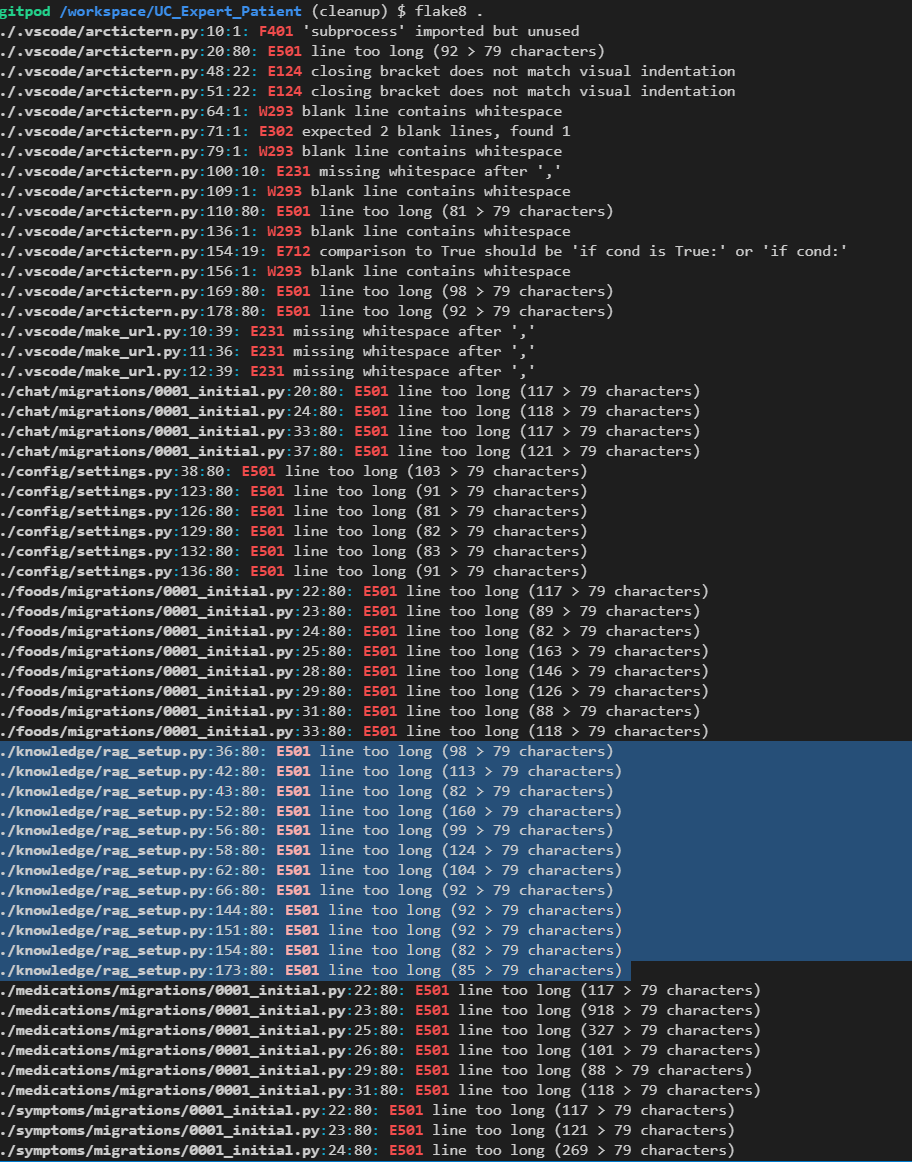 gitpod /workspace/UC_Expert_Patient (cleanup) $ flake8 .
./.vscode/arctictern.py:10:1: F401 'subprocess' imported but unused
./.vscode/arctictern.py:20:80: E501 line too long (92 > 79 characters)
./.vscode/arctictern.py:48:22: E124 closing bracket does not match visual indentation
./.vscode/arctictern.py:51:22: E124 closing bracket does not match visual indentation
./.vscode/arctictern.py:64:1: W293 blank line contains whitespace
./.vscode/arctictern.py:71:1: E302 expected 2 blank lines, found 1
./.vscode/arctictern.py:79:1: W293 blank line contains whitespace
./.vscode/arctictern.py:100:10: E231 missing whitespace after ','
./.vscode/arctictern.py:109:1: W293 blank line contains whitespace
./.vscode/arctictern.py:110:80: E501 line too long (81 > 79 characters)
./.vscode/arctictern.py:136:1: W293 blank line contains whitespace
./.vscode/arctictern.py:154:19: E712 comparison to True should be 'if cond is True:' or 'if cond:'
./.vscode/arctictern.py:156:1: W293 blank line contains whitespace
./.vscode/arctictern.py:169:80: E501 line too long (98 > 79 characters)
./.vscode/arctictern.py:178:80: E501 line too long (92 > 79 characters)
./.vscode/make_url.py:10:39: E231 missing whitespace after ','
./.vscode/make_url.py:11:36: E231 missing whitespace after ','
./.vscode/make_url.py:12:39: E231 missing whitespace after ','
./chat/migrations/0001_initial.py:20:80: E501 line too long (117 > 79 characters)
./chat/migrations/0001_initial.py:24:80: E501 line too long (118 > 79 characters)
./chat/migrations/0001_initial.py:33:80: E501 line too long (117 > 79 characters)
./chat/migrations/0001_initial.py:37:80: E501 line too long (121 > 79 characters)
./config/settings.py:38:80: E501 line too long (103 > 79 characters)
./config/settings.py:123:80: E501 line too long (91 > 79 characters)
./config/settings.py:126:80: E501 line too long (81 > 79 characters)
./config/settings.py:129:80: E501 line too long (82 > 79 characters)
./config/settings.py:132:80: E501 line too long (83 > 79 characters)
./config/settings.py:136:80: E501 line too long (91 > 79 characters)
./foods/migrations/0001_initial.py:22:80: E501 line too long (117 > 79 characters)
./foods/migrations/0001_initial.py:23:80: E501 line too long (89 > 79 characters)
./foods/migrations/0001_initial.py:24:80: E501 line too long (82 > 79 characters)
./foods/migrations/0001_initial.py:25:80: E501 line too long (163 > 79 characters)
./foods/migrations/0001_initial.py:28:80: E501 line too long (146 > 79 characters)
./foods/migrations/0001_initial.py:29:80: E501 line too long (126 > 79 characters)
./foods/migrations/0001_initial.py:31:80: E501 line too long (88 > 79 characters)
./foods/migrations/0001_initial.py:33:80: E501 line too long (118 > 79 characters)
./knowledge/rag_setup.py:36:80: E501 line too long (98 > 79 characters)
./knowledge/rag_setup.py:42:80: E501 line too long (113 > 79 characters)
./knowledge/rag_setup.py:43:80: E501 line too long (82 > 79 characters)
./knowledge/rag_setup.py:52:80: E501 line too long (160 > 79 characters)
./knowledge/rag_setup.py:56:80: E501 line too long (99 > 79 characters)
./knowledge/rag_setup.py:58:80: E501 line too long (124 > 79 characters)
./knowledge/rag_setup.py:62:80: E501 line too long (104 > 79 characters)
./knowledge/rag_setup.py:66:80: E501 line too long (92 > 79 characters)
./knowledge/rag_setup.py:144:80: E501 line too long (92 > 79 characters)
./knowledge/rag_setup.py:151:80: E501 line too long (92 > 79 characters)
./knowledge/rag_setup.py:154:80: E501 line too long (82 > 79 characters)
./knowledge/rag_setup.py:173:80: E501 line too long (85 > 79 characters)
./medications/migrations/0001_initial.py:22:80: E501 line too long (117 > 79 characters)
./medications/migrations/0001_initial.py:23:80: E501 line too long (918 > 79 characters)
./medications/migrations/0001_initial.py:25:80: E501 line too long (327 > 79 characters)
./medications/migrations/0001_initial.py:26:80: E501 line too long (101 > 79 characters)
./medications/migrations/0001_initial.py:29:80: E501 line too long (88 > 79 characters)
./medications/migrations/0001_initial.py:31:80: E501 line too long (118 > 79 characters)
./symptoms/migrations/0001_initial.py:22:80: E501 line too long (117 > 79 characters)
./symptoms/migrations/0001_initial.py:23:80: E501 line too long (121 > 79 characters)
./symptoms/migrations/0001_initial.py:24:80: E501 line too long (269 > 79 characters)